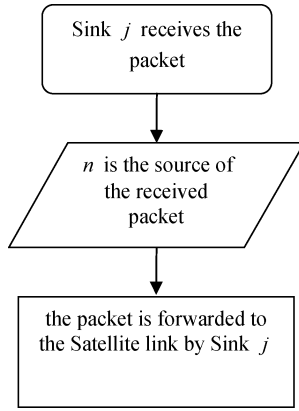 Sink j receives the
packet
n is the source of
the received
packet
the packet is forwarded to
the Satellite link by Sink j